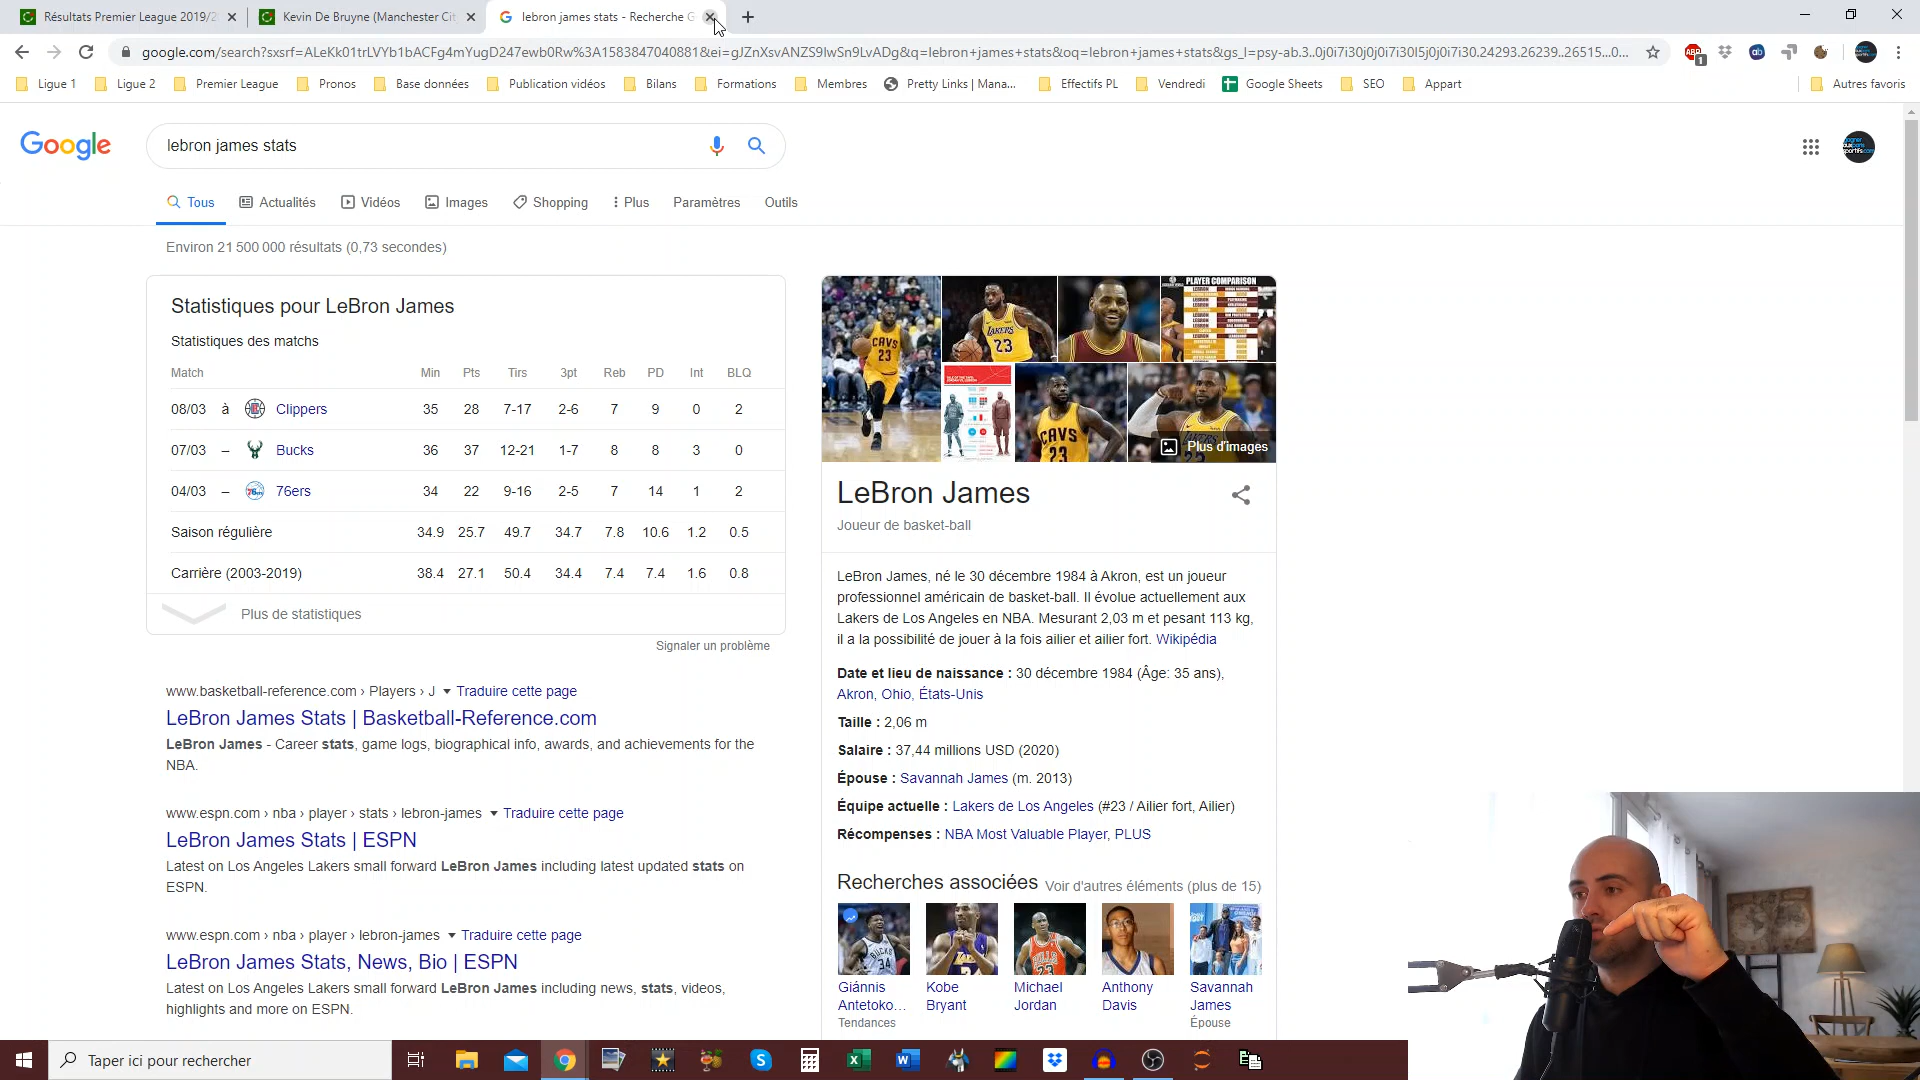 Résultats Premier League 2019/2
Kevin De Bruyne (Manchester Cit
lebron james stats - Recherche G
google.com/search?sxsrf=ALeKk01trLVYb1bACFg4mYugD247ewb0Rw%3A1583847040881&ei=gJZnXsvANZS9lwSn9LvADg&q=lebron+james+stats&oq=lebron+james+stats&gs_l=psy-ab.3..0j0i7i30j0j0i7i30l5j0j0i7i30.24293.26239..26515...0...
Ligue 1
Ligue 2
Premier League
Pronos
Base données
Publication vidéos
Bilans
Formations
Membres
Pretty Links | Mana...
Effectifs PL
Vendredi
Google Sheets
SEO
Appart
Autres favoris
Google
lebron james stats
Tous
Actualités
Vidéos
Images
Shopping
Plus
Paramètres
Outils
Environ 21 500 000 résultats (0,73 secondes)
Statistiques pour LeBron James
Statistiques des matchs
Match Min Pts Tirs 3pt Reb PD Int BLQ
08/03 à Clippers 35 28 7-17 2-6 7 9 0 2
07/03 – Bucks 36 37 12-21 1-7 8 8 3 0
04/03 – 76ers 34 22 9-16 2-5 7 14 1 2
Saison régulière 34.9 25.7 49.7 34.7 7.8 10.6 1.2 0.5
Carrière (2003-2019) 38.4 27.1 50.4 34.4 7.4 7.4 1.6 0.8
Plus de statistiques
Signaler un problème
www.basketball-reference.com › Players › J ▾ Traduire cette page
LeBron James Stats | Basketball-Reference.com
LeBron James - Career stats, game logs, biographical info, awards, and achievements for the
NBA.
www.espn.com › nba › player › stats › lebron-james ▾ Traduire cette page
LeBron James Stats | ESPN
Latest on Los Angeles Lakers small forward LeBron James including latest updated stats on
ESPN.
www.espn.com › nba › player › lebron-james ▾ Traduire cette page
LeBron James Stats, News, Bio | ESPN
Latest on Los Angeles Lakers small forward LeBron James including news, stats, videos,
highlights and more on ESPN.
PLAYER COMPARISON
CAVS
23
LAKERS
23
CAVS
23
Plus d'images
LeBron James
Joueur de basket-ball
LeBron James, né le 30 décembre 1984 à Akron, est un joueur
professionnel américain de basket-ball. Il évolue actuellement aux
Lakers de Los Angeles en NBA. Mesurant 2,03 m et pesant 113 kg,
il a la possibilité de jouer à la fois ailier et ailier fort. Wikipédia
Date et lieu de naissance : 30 décembre 1984 (Âge: 35 ans),
Akron, Ohio, États-Unis
Taille : 2,06 m
Salaire : 37,44 millions USD (2020)
Épouse : Savannah James (m. 2013)
Équipe actuelle : Lakers de Los Angeles (#23 / Ailier fort, Ailier)
Récompenses : NBA Most Valuable Player, PLUS
Recherches associées
Voir d'autres éléments (plus de 15)
Giánnis
Antetoko...
Tendances
Kobe
Bryant
Michael
Jordan
Anthony
Davis
Savannah
James
Épouse
Taper ici pour rechercher